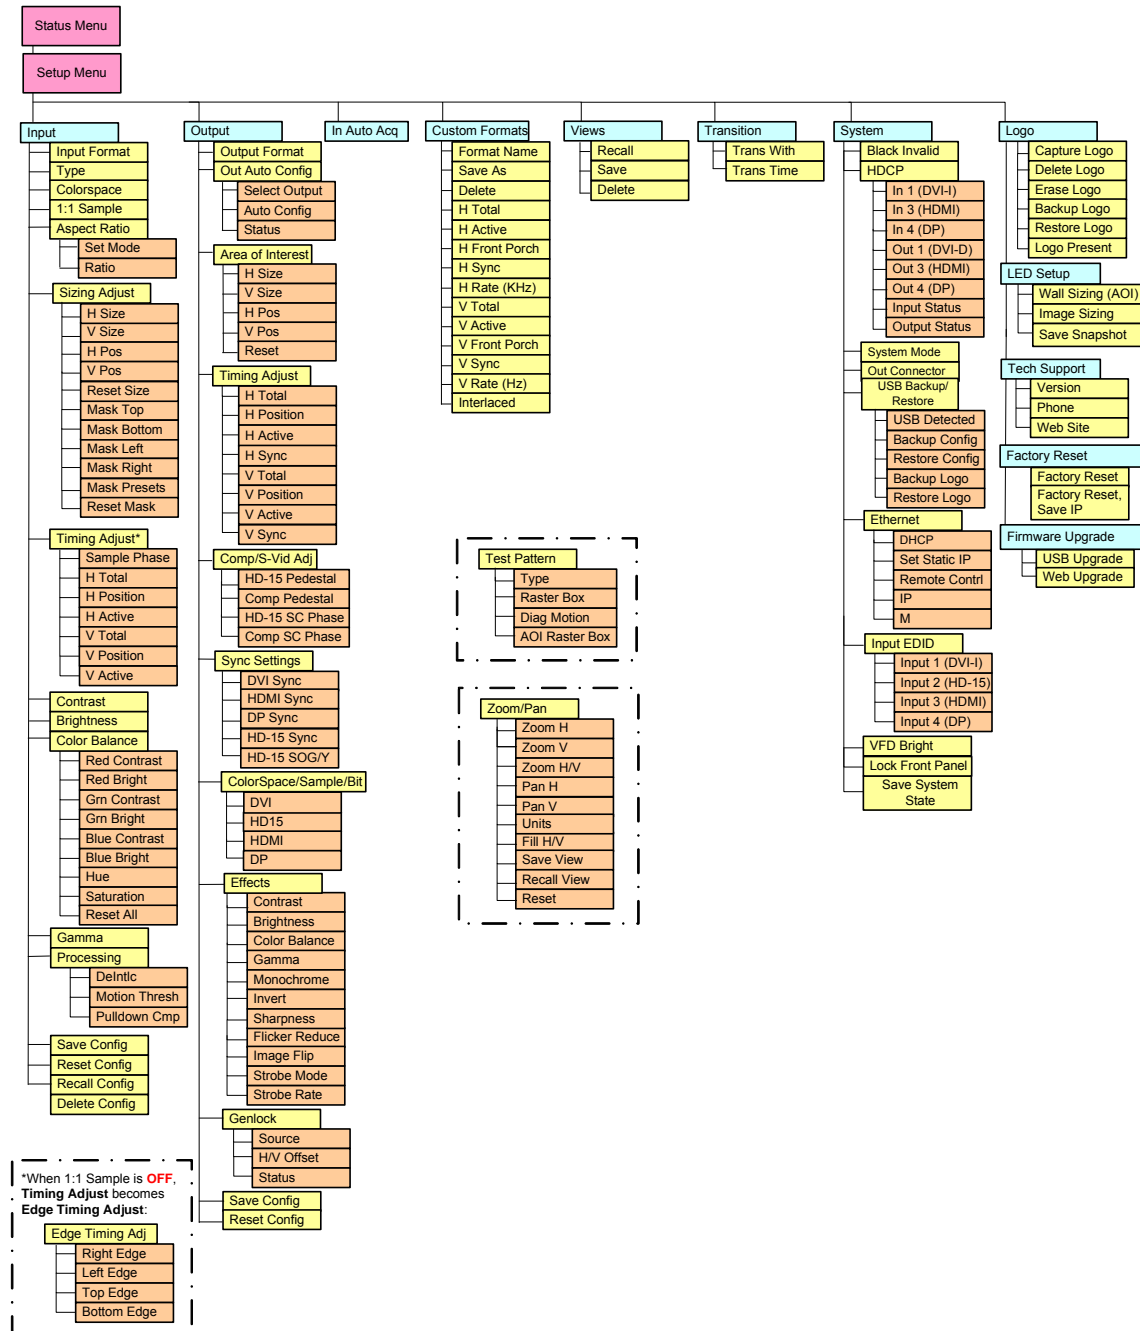 Status Menu
Setup Menu
Input
Input Format
Type
Colorspace
1:1 Sample
Aspect Ratio
Set Mode
Ratio
Sizing Adjust
H Size
V Size
H Pos
V Pos
Reset Size
Mask Top
Mask Bottom
Mask Left
Mask Right
Mask Presets
Reset Mask
Timing Adjust*
Sample Phase
H Total
H Position
H Active
V Total
V Position
V Active
Contrast
Brightness
Color Balance
Red Contrast
Red Bright
Grn Contrast
Grn Bright
Blue Contrast
Blue Bright
Hue
Saturation
Reset All
Gamma
Processing
DeIntlc
Motion Thresh
Pulldown Cmp
Save Config
Reset Config
Recall Config
Delete Config
*When 1:1 Sample is OFF,
Timing Adjust becomes
Edge Timing Adjust:
Edge Timing Adj
Right Edge
Left Edge
Top Edge
Bottom Edge
Output
Output Format
Out Auto Config
Select Output
Auto Config
Status
Area of Interest
H Size
V Size
H Pos
V Pos
Reset
Timing Adjust
H Total
H Position
H Active
H Sync
V Total
V Position
V Active
V Sync
Comp/S-Vid Adj
HD-15 Pedestal
Comp Pedestal
HD-15 SC Phase
Comp SC Phase
Sync Settings
DVI Sync
HDMI Sync
DP Sync
HD-15 Sync
HD-15 SOG/Y
ColorSpace/Sample/Bit
DVI
HD15
HDMI
DP
Effects
Contrast
Brightness
Color Balance
Gamma
Monochrome
Invert
Sharpness
Flicker Reduce
Image Flip
Strobe Mode
Strobe Rate
Genlock
Source
H/V Offset
Status
Save Config
Reset Config
In Auto Acq
Custom Formats
Format Name
Save As
Delete
H Total
H Active
H Front Porch
H Sync
H Rate (KHz)
V Total
V Active
V Front Porch
V Sync
V Rate (Hz)
Interlaced
Test Pattern
Type
Raster Box
Diag Motion
AOI Raster Box
Zoom/Pan
Zoom H
Zoom V
Zoom H/V
Pan H
Pan V
Units
Fill H/V
Save View
Recall View
Reset
Views
Recall
Save
Delete
Transition
Trans With
Trans Time
System
Black Invalid
HDCP
In 1 (DVI-I)
In 3 (HDMI)
In 4 (DP)
Out 1 (DVI-D)
Out 3 (HDMI)
Out 4 (DP)
Input Status
Output Status
System Mode
Out Connector
USB Backup/
Restore
USB Detected
Backup Config
Restore Config
Backup Logo
Restore Logo
Ethernet
DHCP
Set Static IP
Remote Contrl
IP
M
Input EDID
Input 1 (DVI-I)
Input 2 (HD-15)
Input 3 (HDMI)
Input 4 (DP)
VFD Bright
Lock Front Panel
Save System
State
Logo
Capture Logo
Delete Logo
Erase Logo
Backup Logo
Restore Logo
Logo Present
LED Setup
Wall Sizing (AOI)
Image Sizing
Save Snapshot
Tech Support
Version
Phone
Web Site
Factory Reset
Factory Reset
Factory Reset,
Save IP
Firmware Upgrade
USB Upgrade
Web Upgrade